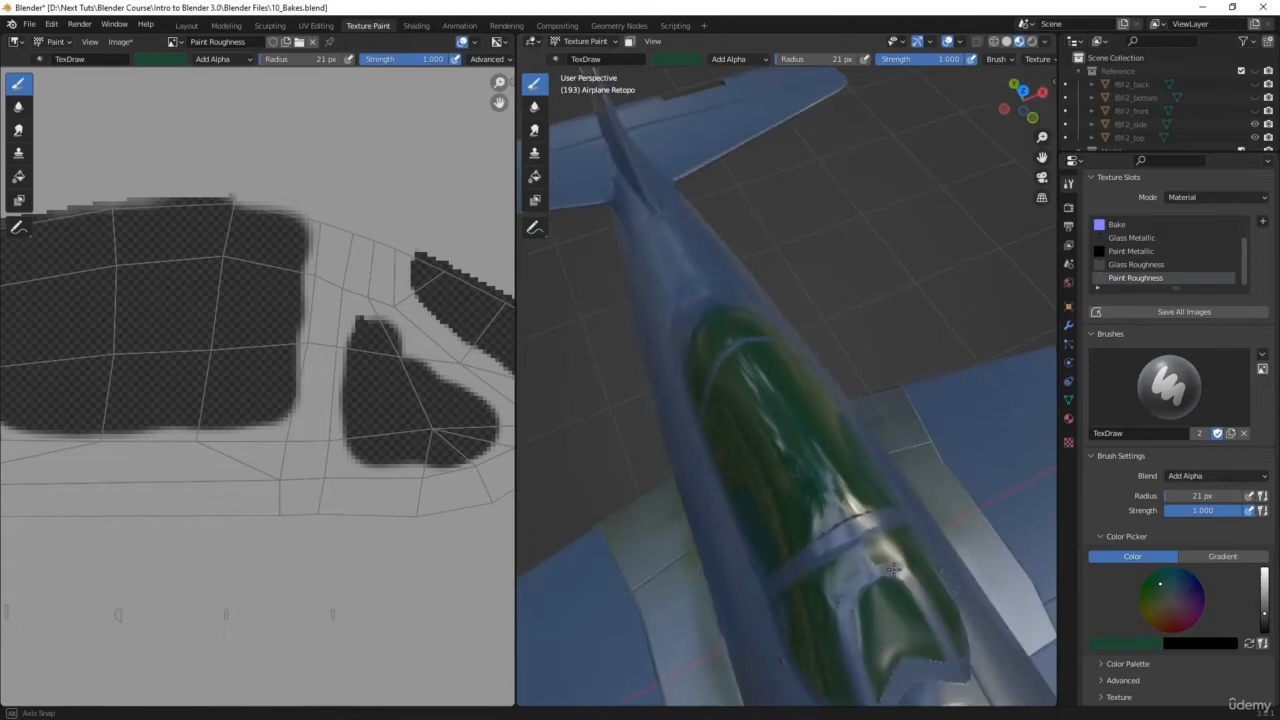 Blender* [D:\Next Tuts\Blender Course\Intro to Blender 3.0\Blender Files\10_Bakes.blend]
File Edit Render Window Help Layout Modeling Sculpting UV Editing Texture Paint Shading Animation Rendering Compositing Geometry Nodes Scripting + Scene ViewLayer
Paint View Image* Paint Roughness Texture Paint View
TexDraw Add Alpha Radius 21 px Strength 1.000 Advanced TexDraw Add Alpha Radius 21 px Strength 1.000 Brush Texture
User Perspective
(193) Airplane Retopo
Z
X
Y
Scene Collection
Reference
f8f-2_back
f8f-2_bottom
f8f-2_front
f8f-2_side
f8f-2_top
Texture Slots
Mode Material
Bake
Glass Metallic
Paint Metallic
Glass Roughness
Paint Roughness
Save All Images
Brushes
TexDraw 2
Brush Settings
Blend Add Alpha
Radius 21 px
Strength 1.000
Color Picker
Color Gradient
Color Palette
Advanced
Texture
Axis Snap
ûdemy
3.0.1